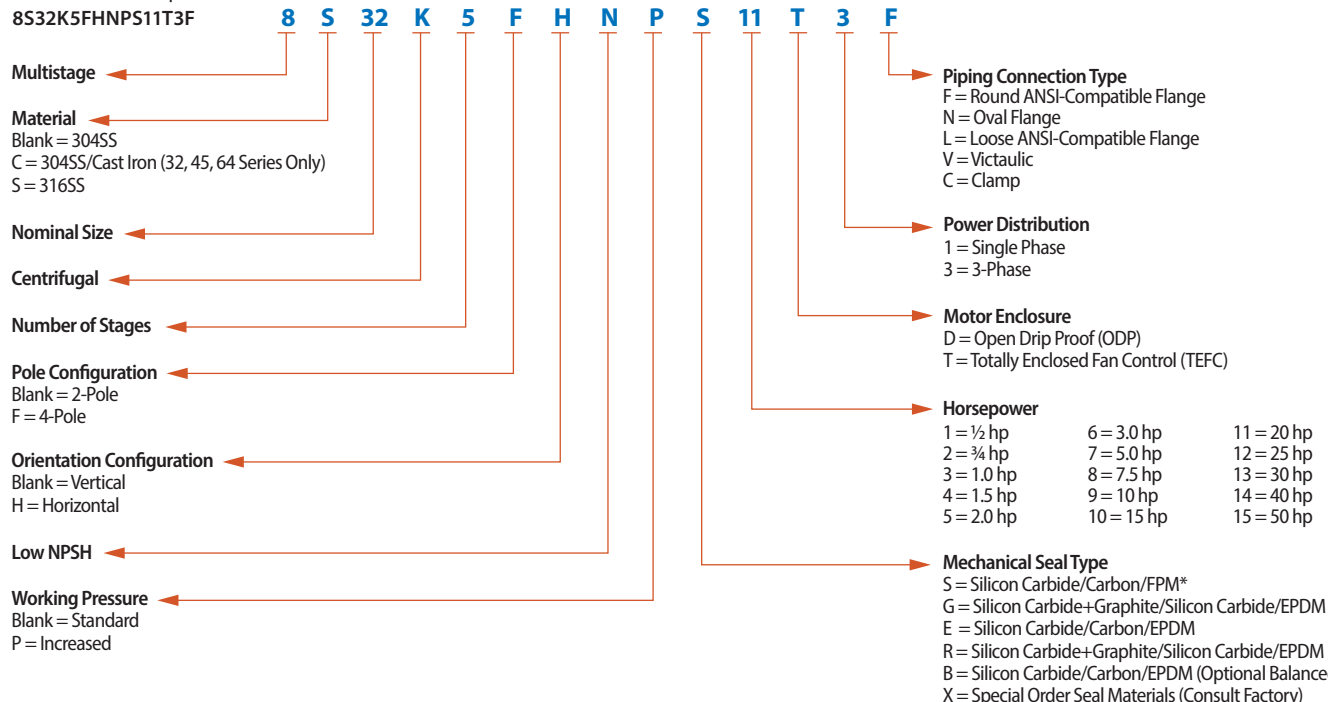 8S32K5FHNPS11T3F
8 S 32 K 5 F H N P S 11 T 3 F
Multistage
Material
Blank = 304SS
C = 304SS/Cast Iron (32, 45, 64 Series Only)
S = 316SS
Nominal Size
Centrifugal
Number of Stages
Pole Configuration
Blank = 2-Pole
F = 4-Pole
Orientation Configuration
Blank = Vertical
H = Horizontal
Low NPSH
Working Pressure
Blank = Standard
P = Increased
Piping Connection Type
F = Round ANSI-Compatible Flange
N = Oval Flange
L = Loose ANSI-Compatible Flange
V = Victaulic
C = Clamp
Power Distribution
1 = Single Phase
3 = 3-Phase
Motor Enclosure
D = Open Drip Proof (ODP)
T = Totally Enclosed Fan Control (TEFC)
Horsepower
1 = ½ hp 6 = 3.0 hp 11 = 20 hp
2 = ¾ hp 7 = 5.0 hp 12 = 25 hp
3 = 1.0 hp 8 = 7.5 hp 13 = 30 hp
4 = 1.5 hp 9 = 10 hp 14 = 40 hp
5 = 2.0 hp 10 = 15 hp 15 = 50 hp
Mechanical Seal Type
S = Silicon Carbide/Carbon/FPM*
G = Silicon Carbide+Graphite/Silicon Carbide/EPDM
E = Silicon Carbide/Carbon/EPDM
R = Silicon Carbide+Graphite/Silicon Carbide/EPDM
B = Silicon Carbide/Carbon/EPDM (Optional Balance
X = Special Order Seal Materials (Consult Factory)